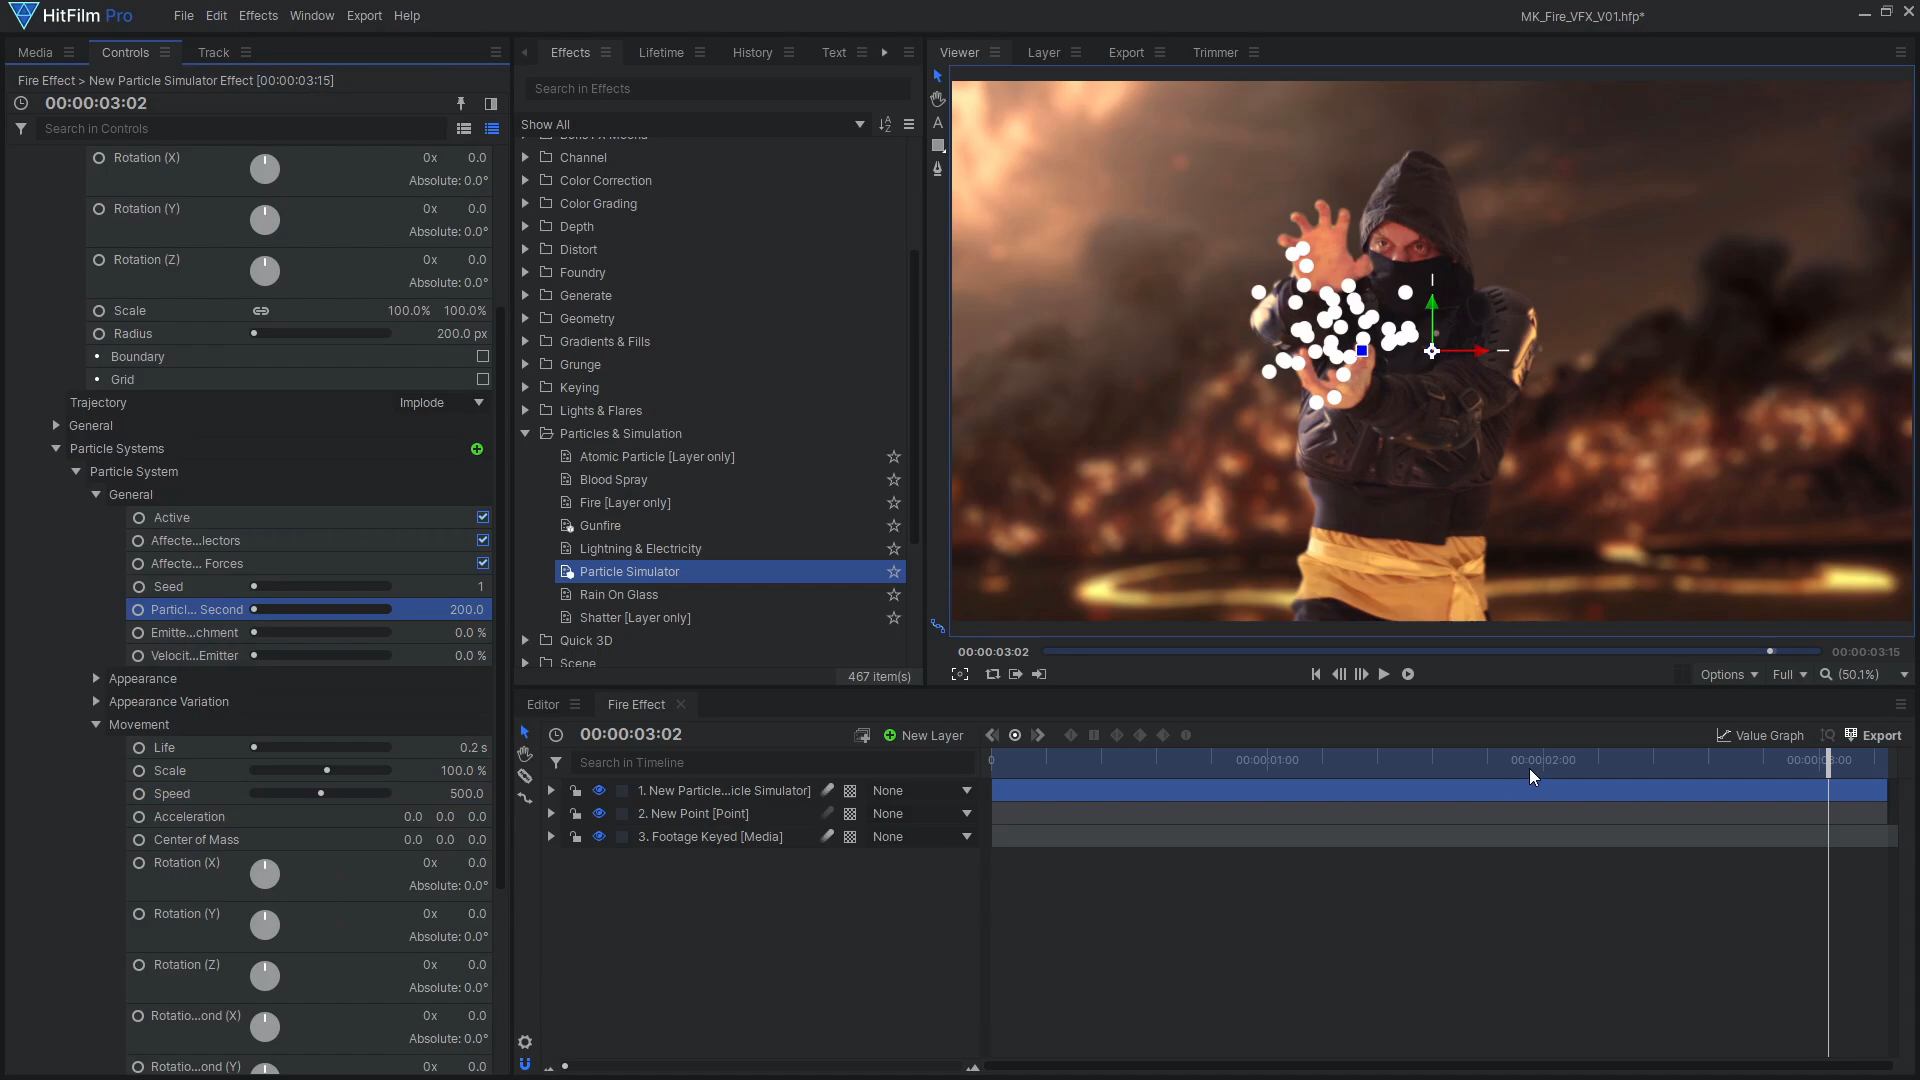 HitFilm Pro
File Edit Effects Window Export Help
MK_Fire_VFX_V01.hfp*
Media
Controls
Track
Fire Effect > New Particle Simulator Effect [00:00:03:15]
00:00:03:02
Search in Controls
Rotation (X) 0x 0.0
Absolute: 0.0°
Rotation (Y) 0x 0.0
Absolute: 0.0°
Rotation (Z) 0x 0.0
Absolute: 0.0°
Scale 100.0% 100.0%
Radius 200.0 px
Boundary
Grid
Trajectory Implode
General
Particle Systems
Particle System
General
Active
Affecte...lectors
Affecte... Forces
Seed 1
Particl... Second 200.0
Emitte...chment 0.0 %
Velocit...Emitter 0.0 %
Appearance
Appearance Variation
Movement
Life 0.2 s
Scale 100.0 %
Speed 500.0
Acceleration 0.0 0.0 0.0
Center of Mass 0.0 0.0 0.0
Rotation (X) 0x 0.0
Absolute: 0.0°
Rotation (Y) 0x 0.0
Absolute: 0.0°
Rotation (Z) 0x 0.0
Absolute: 0.0°
Rotatio...ond (X) 0x 0.0
Absolute: 0.0°
Rotatio...ond (Y) 0x 0.0
Effects
Lifetime
History
Text
Search in Effects
Show All
Channel
Color Correction
Color Grading
Depth
Distort
Foundry
Generate
Geometry
Gradients & Fills
Grunge
Keying
Lights & Flares
Particles & Simulation
Atomic Particle [Layer only]
Blood Spray
Fire [Layer only]
Gunfire
Lightning & Electricity
Particle Simulator
Rain On Glass
Shatter [Layer only]
Quick 3D
Scene
467 item(s)
Viewer
Layer
Export
Trimmer
A
00:00:03:02
00:00:03:15
Options
Full
(50.1%)
Editor
Fire Effect
00:00:03:02
New Layer
Value Graph
Export
Search in Timeline
0
00:00:01:00
00:00:02:00
00:00:03:00
1. New Particle...icle Simulator] None
2. New Point [Point] None
3. Footage Keyed [Media] None